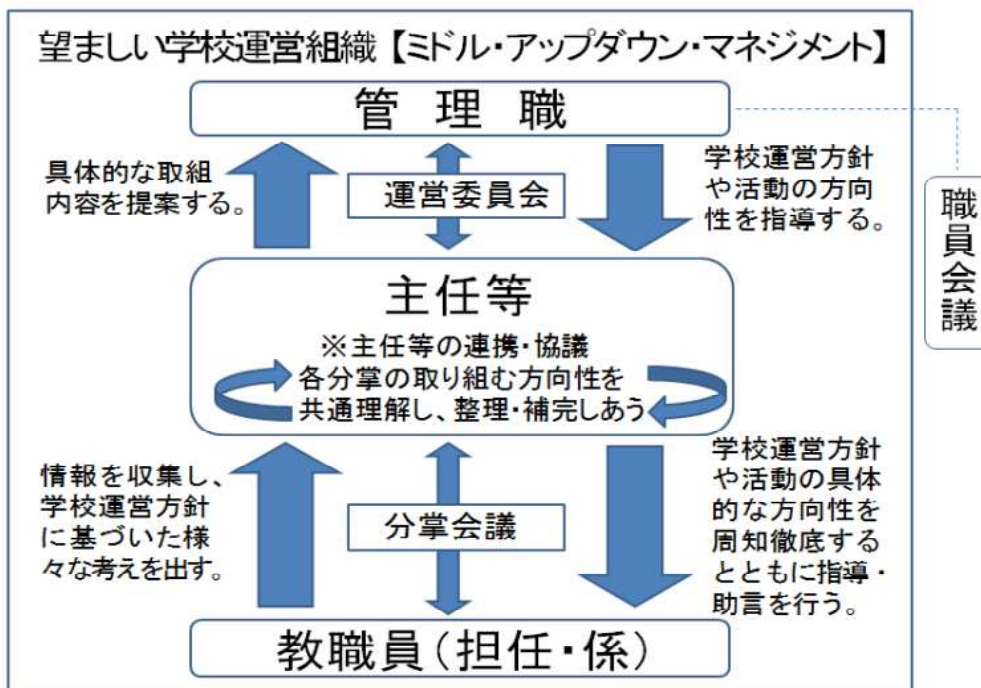 望ましい学校運営組織【ミドル・アップダウン・マネジメント】
管理職
具体的な取組
内容を提案する。
運営委員会
学校運営方針
や活動の方向
性を指導する。
職員会議
主任等
※主任等の連携・協議
各分掌の取り組む方向性を
共通理解し、整理・補完しあう
情報を収集し、
学校運営方針
に基づいた様
々な考えを出す。
分掌会議
学校運営方針
や活動の具体
的な方向性を
周知徹底する
とともに指導・
助言を行う。
教職員(担任・係)